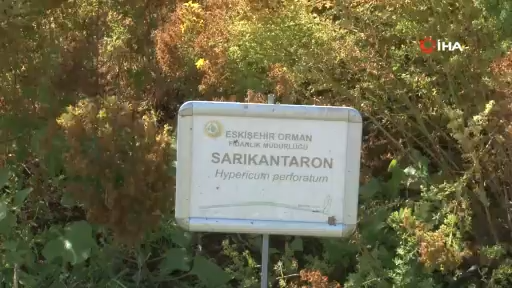 İHA
ESKİŞEHİR ORMAN
FİDANLIK MÜDÜRLÜĞÜ
SARIKANTARON
Hypericum perforatum